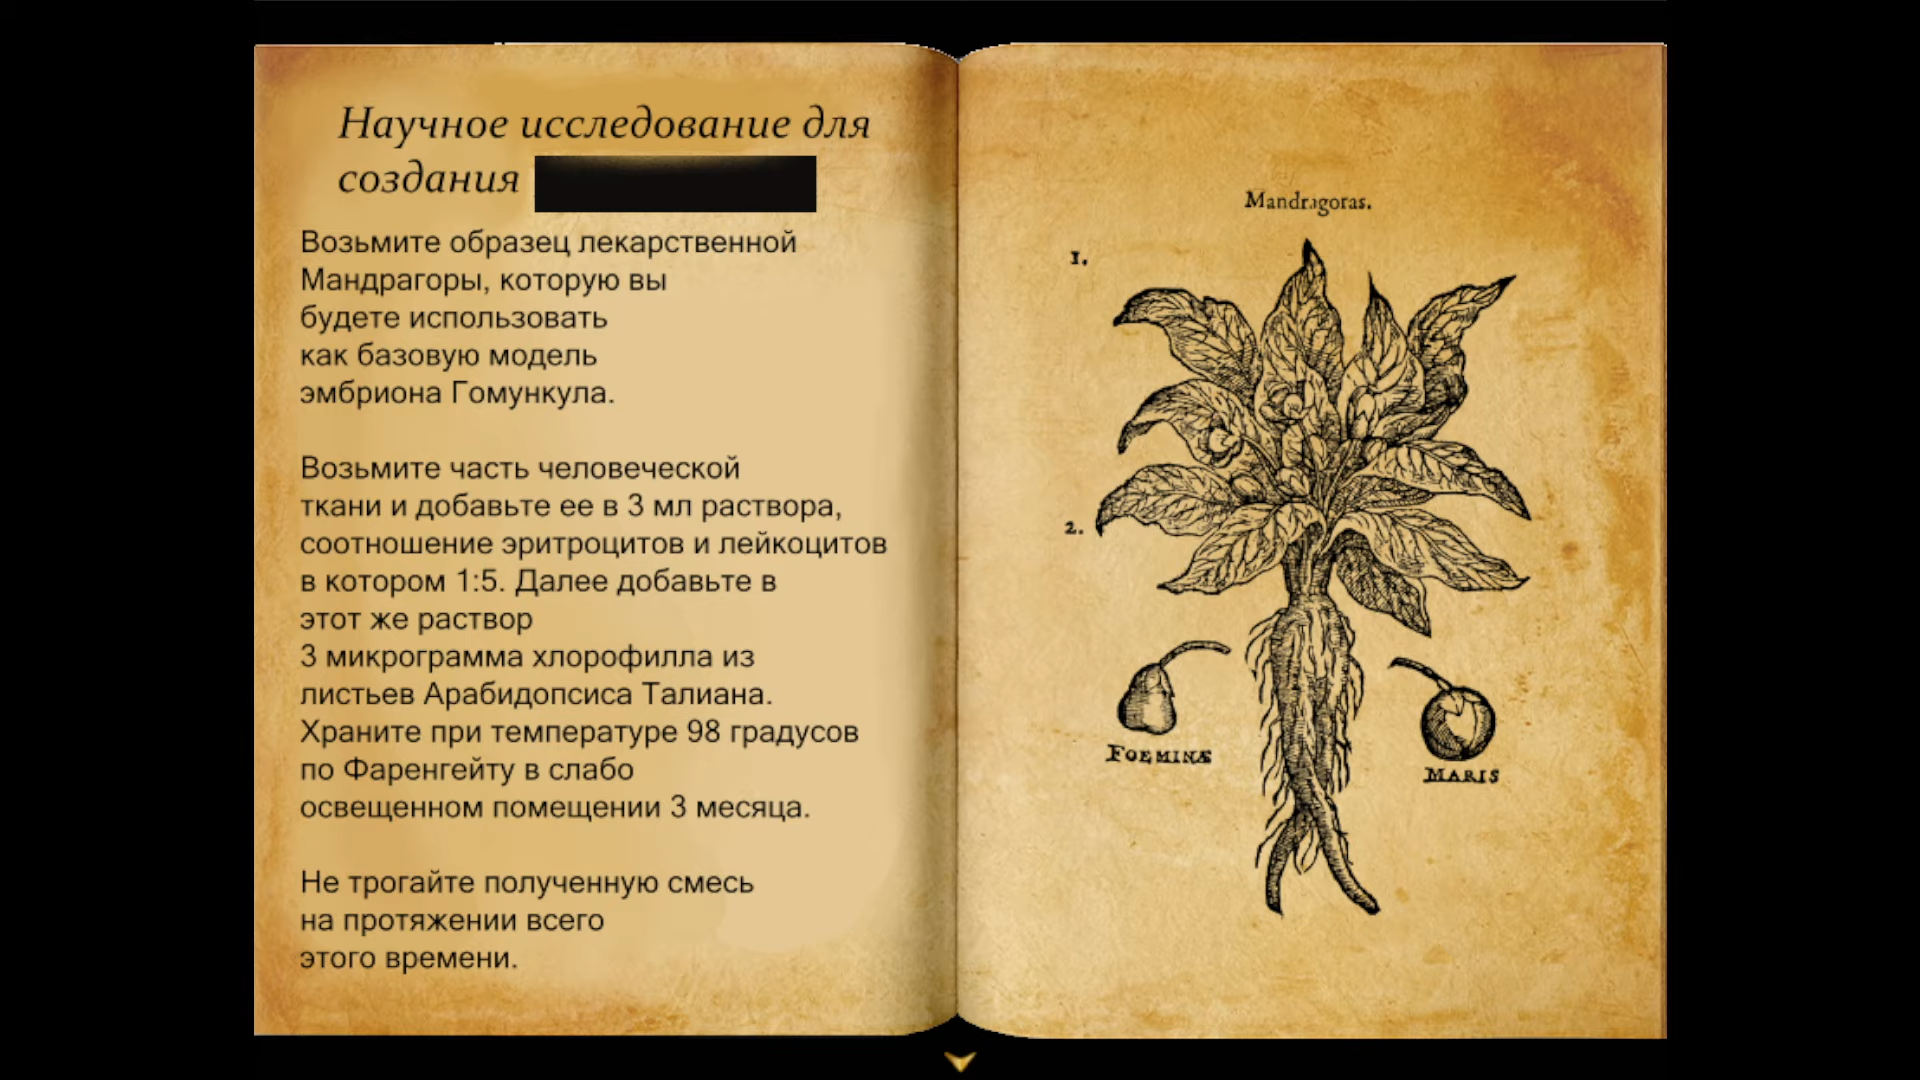 Научное исследование для
создания
Возьмите образец лекарственной
Мандрагоры, которую вы
будете использовать
как базовую модель
эмбриона Гомункула.
Возьмите часть человеческой
ткани и добавьте ее в 3 мл раствора,
соотношение эритроцитов и лейкоцитов
в котором 1:5. Далее добавьте в
этот же раствор
3 микрограмма хлорофилла из
листьев Арабидопсиса Талиана.
Храните при температуре 98 градусов
по Фаренгейту в слабо
освещенном помещении 3 месяца.
Не трогайте полученную смесь
на протяжении всего
этого времени.
Mandragoras.
1.
2.
FOEMINÆ
MARIS